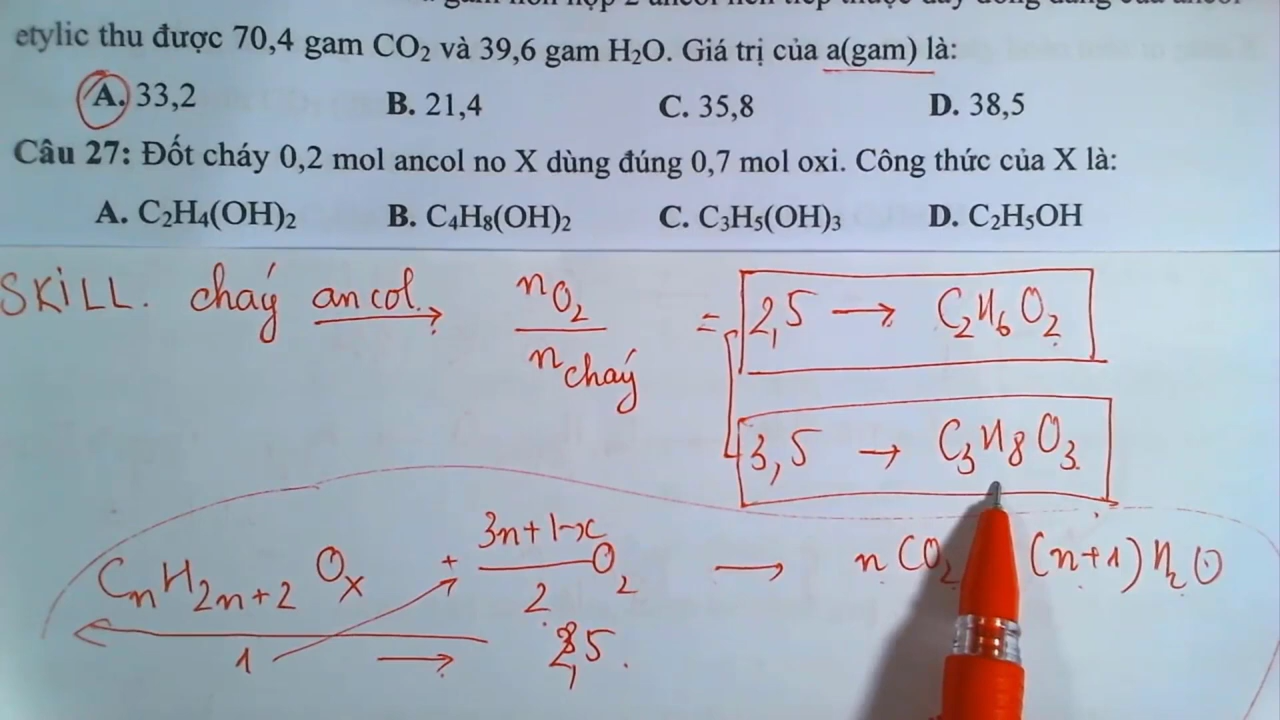 etylic thu được 70,4 gam CO₂ và 39,6 gam H₂O. Giá trị của a(gam) là:
A. 33,2 B. 21,4 C. 35,8 D. 38,5
Câu 27: Đốt cháy 0,2 mol ancol no X dùng đúng 0,7 mol oxi. Công thức của X là:
A. C₂H₄(OH)₂ B. C₄H₈(OH)₂ C. C₃H₅(OH)₃ D. C₂H₅OH
SKILL. cháy ancol. → nO₂ / n cháy = 2,5 → C₂H₆O₂
3,5 → C₃H₈O₃
CₙH₂ₙ₊₂Oₓ + (3n+1-x)/2 O₂ → nCO₂ (n+1)H₂O
1 →